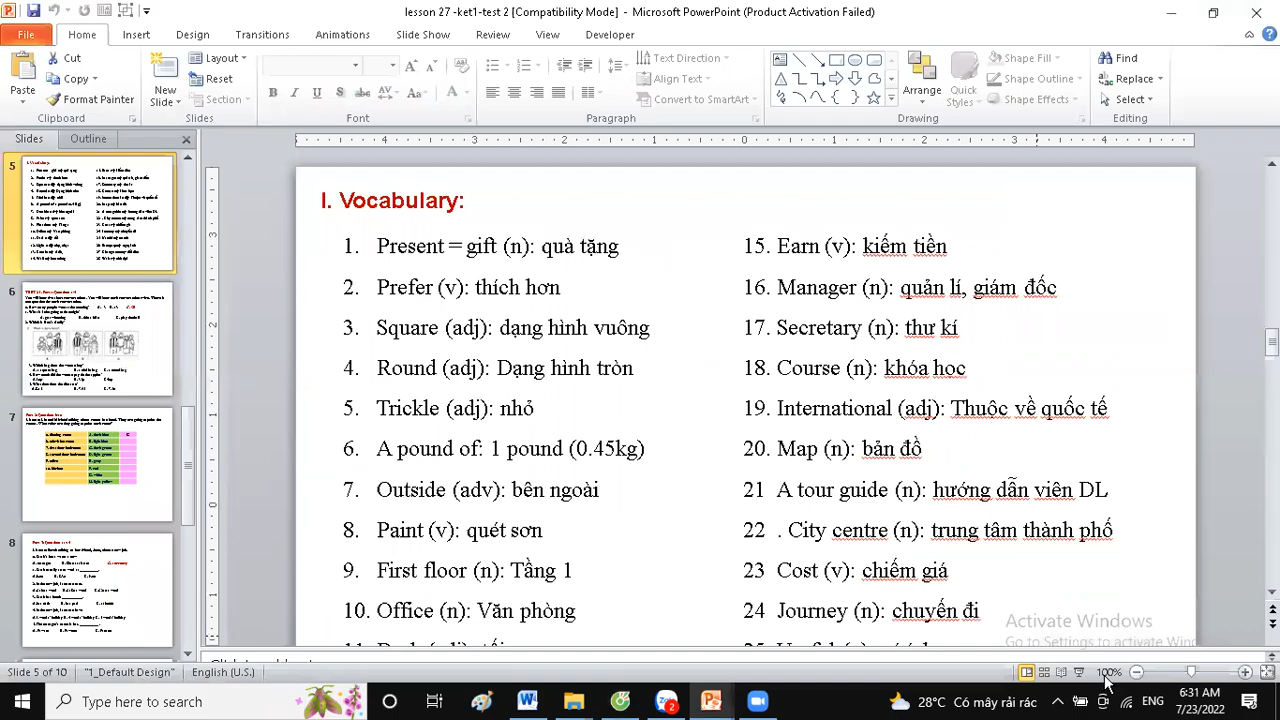 lesson 27 -ket1-test 2 [Compatibility Mode] - Microsoft PowerPoint (Product Activation Failed)
File Home Insert Design Transitions Animations Slide Show Review View Developer
Paste Cut Copy Format Painter
New Slide Layout Reset Section
Text Direction Align Text Convert to SmartArt
Arrange Quick Styles Shape Fill Shape Outline Shape Effects
Find Replace Select
Clipboard Slides Font Paragraph Drawing Editing
Slides Outline
I. Vocabulary:
1. Present = gift (n): quà tặng
2. Prefer (v): thích hơn
3. Square (adj): dạng hình vuông
4. Round (adj): Dạng hình tròn
5. Trickle (adj): nhỏ
6. A pound of: 1 pound (0.45kg)
7. Outside (adv): bên ngoài
8. Paint (v): quét sơn
9. First floor (n): Tầng 1
10. Office (n): Văn phòng
15. Earn (v): kiếm tiền
16. Manager (n): quản lí, giám đốc
17. Secretary (n): thư kí
18. Course (n): khóa học
19. International (adj): Thuộc về quốc tế
20. Map (n): bản đồ
21 A tour guide (n): hướng dẫn viên DL
22 . City centre (n): trung tâm thành phố
23 Cost (v): chiếm giá
24 Journey (n): chuyến đi
Activate Windows
Go to Settings to activate Win
5
6
7
8
Slide 5 of 10 "1_Default Design" English (U.S.) 100%
Type here to search 2 28°C Có mây rải rác ENG 6:31 AM
7/23/2022